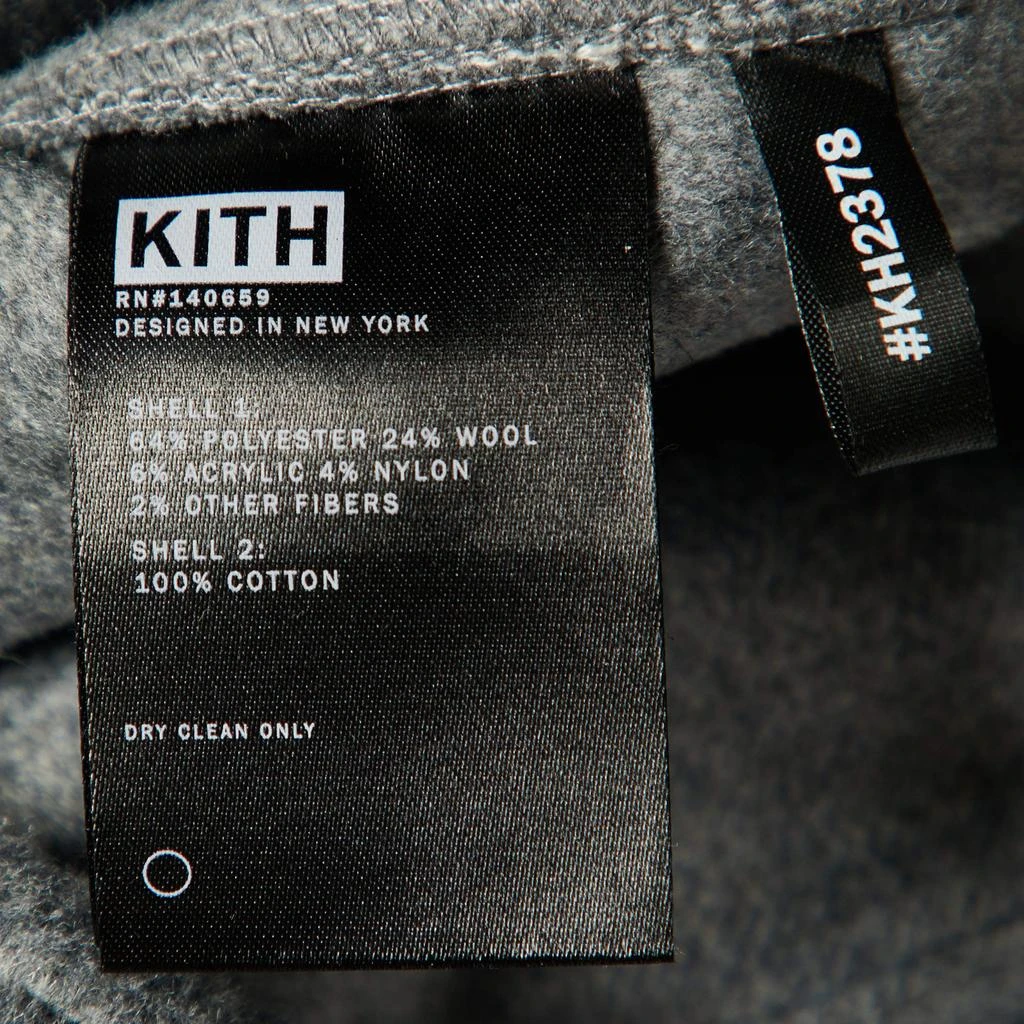 KITH
RN#140659
DESIGNED IN NEW YORK
SHELL 1:
64% POLYESTER 24% WOOL
6% ACRYLIC 4% NYLON
2% OTHER FIBERS
SHELL 2:
100% COTTON
DRY CLEAN ONLY
#KH2378